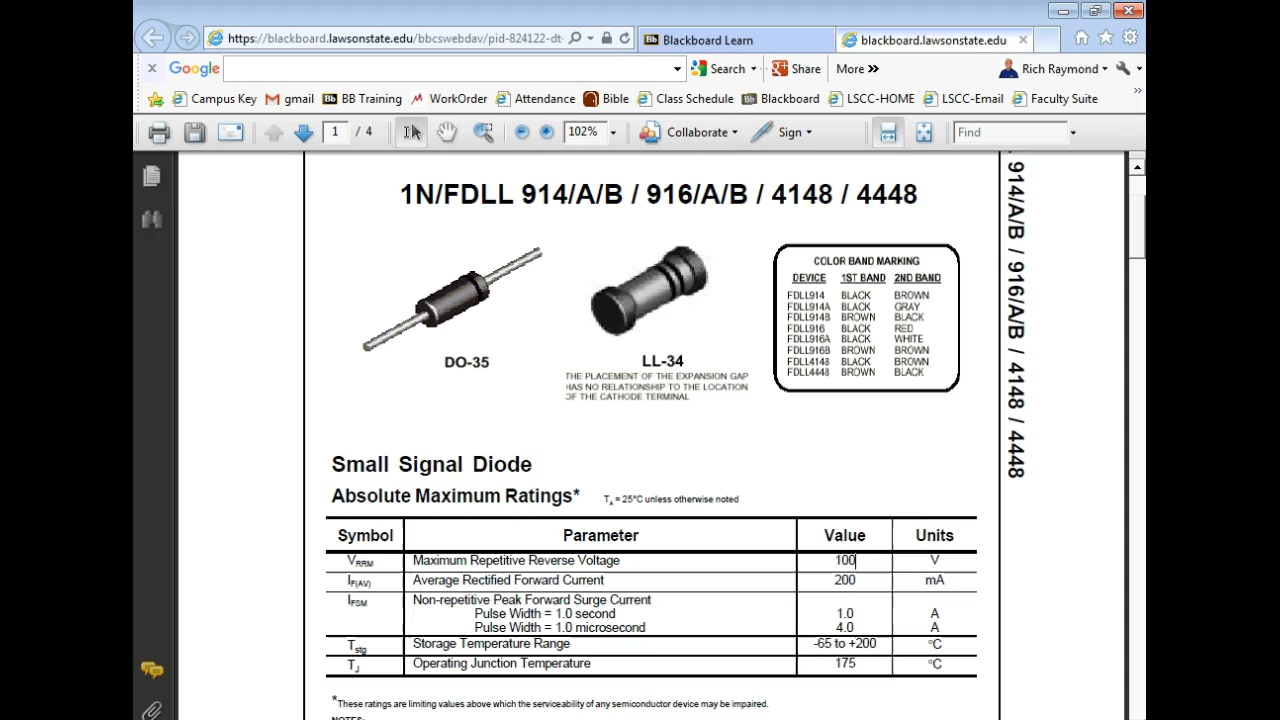 https://blackboard.lawsonstate.edu/bbcswebdav/pid-824122-dt-
Blackboard Learn
blackboard.lawsonstate.edu
Google
Search
Share
More »
Rich Raymond
Campus Key
gmail
BB Training
WorkOrder
Attendance
Bible
Class Schedule
Blackboard
LSCC-HOME
LSCC-Email
Faculty Suite
1 / 4
102%
Collaborate
Sign
Find
1N/FDLL 914/A/B / 916/A/B / 4148 / 4448
914/A/B / 916/A/B / 4148 / 4448
COLOR BAND MARKING
DEVICE 1ST BAND 2ND BAND
FDLL914 BLACK BROWN
FDLL914A BLACK GRAY
FDLL914B BROWN BLACK
FDLL916 BLACK RED
FDLL916A BLACK WHITE
FDLL916B BROWN BROWN
FDLL4148 BLACK BROWN
FDLL4448 BROWN BLACK
DO-35
LL-34
THE PLACEMENT OF THE EXPANSION GAP
HAS NO RELATIONSHIP TO THE LOCATION
OF THE CATHODE TERMINAL
Small Signal Diode
Absolute Maximum Ratings* TA = 25°C unless otherwise noted
Symbol Parameter Value Units
VRRM Maximum Repetitive Reverse Voltage 100 V
IF(AV) Average Rectified Forward Current 200 mA
IFSM Non-repetitive Peak Forward Surge Current
Pulse Width = 1.0 second 1.0 A
Pulse Width = 1.0 microsecond 4.0 A
Tstg Storage Temperature Range -65 to +200 °C
TJ Operating Junction Temperature 175 °C
*These ratings are limiting values above which the serviceability of any semiconductor device may be impaired.
NOTES: